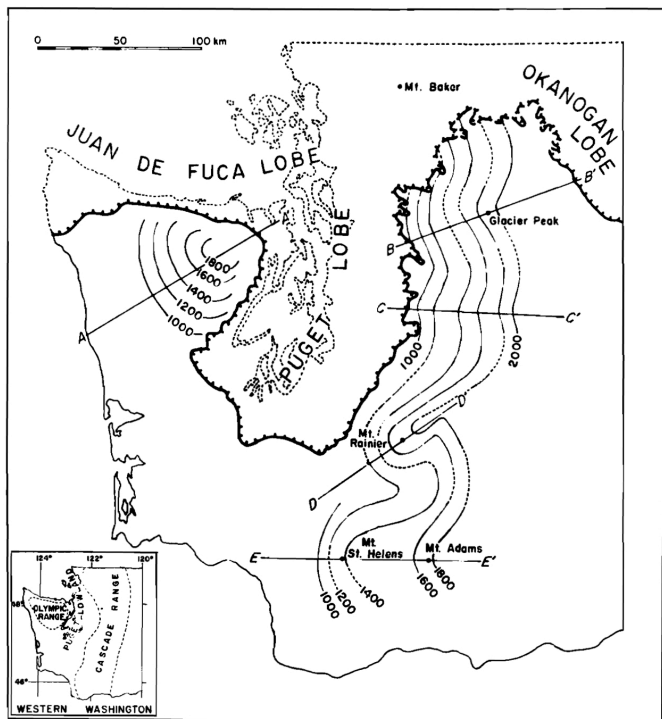 0 50 100 km
Mt. Baker
OKANOGAN
LOBE
JUAN DE FUCA LOBE
B'
A'
Glacier Peak
1800
1600
1400
1200
1000
LOBE
B
C
C'
A
PUGET
1000
2000
D'
Mt.
Rainier
D
E
Mt.
St. Helens
Mt. Adams
E'
1000
1200
1400
1600
1800
124°
122°
120°
48°
OLYMPIC
RANGE
LOW
CASCADE RANGE
46°
WESTERN WASHINGTON